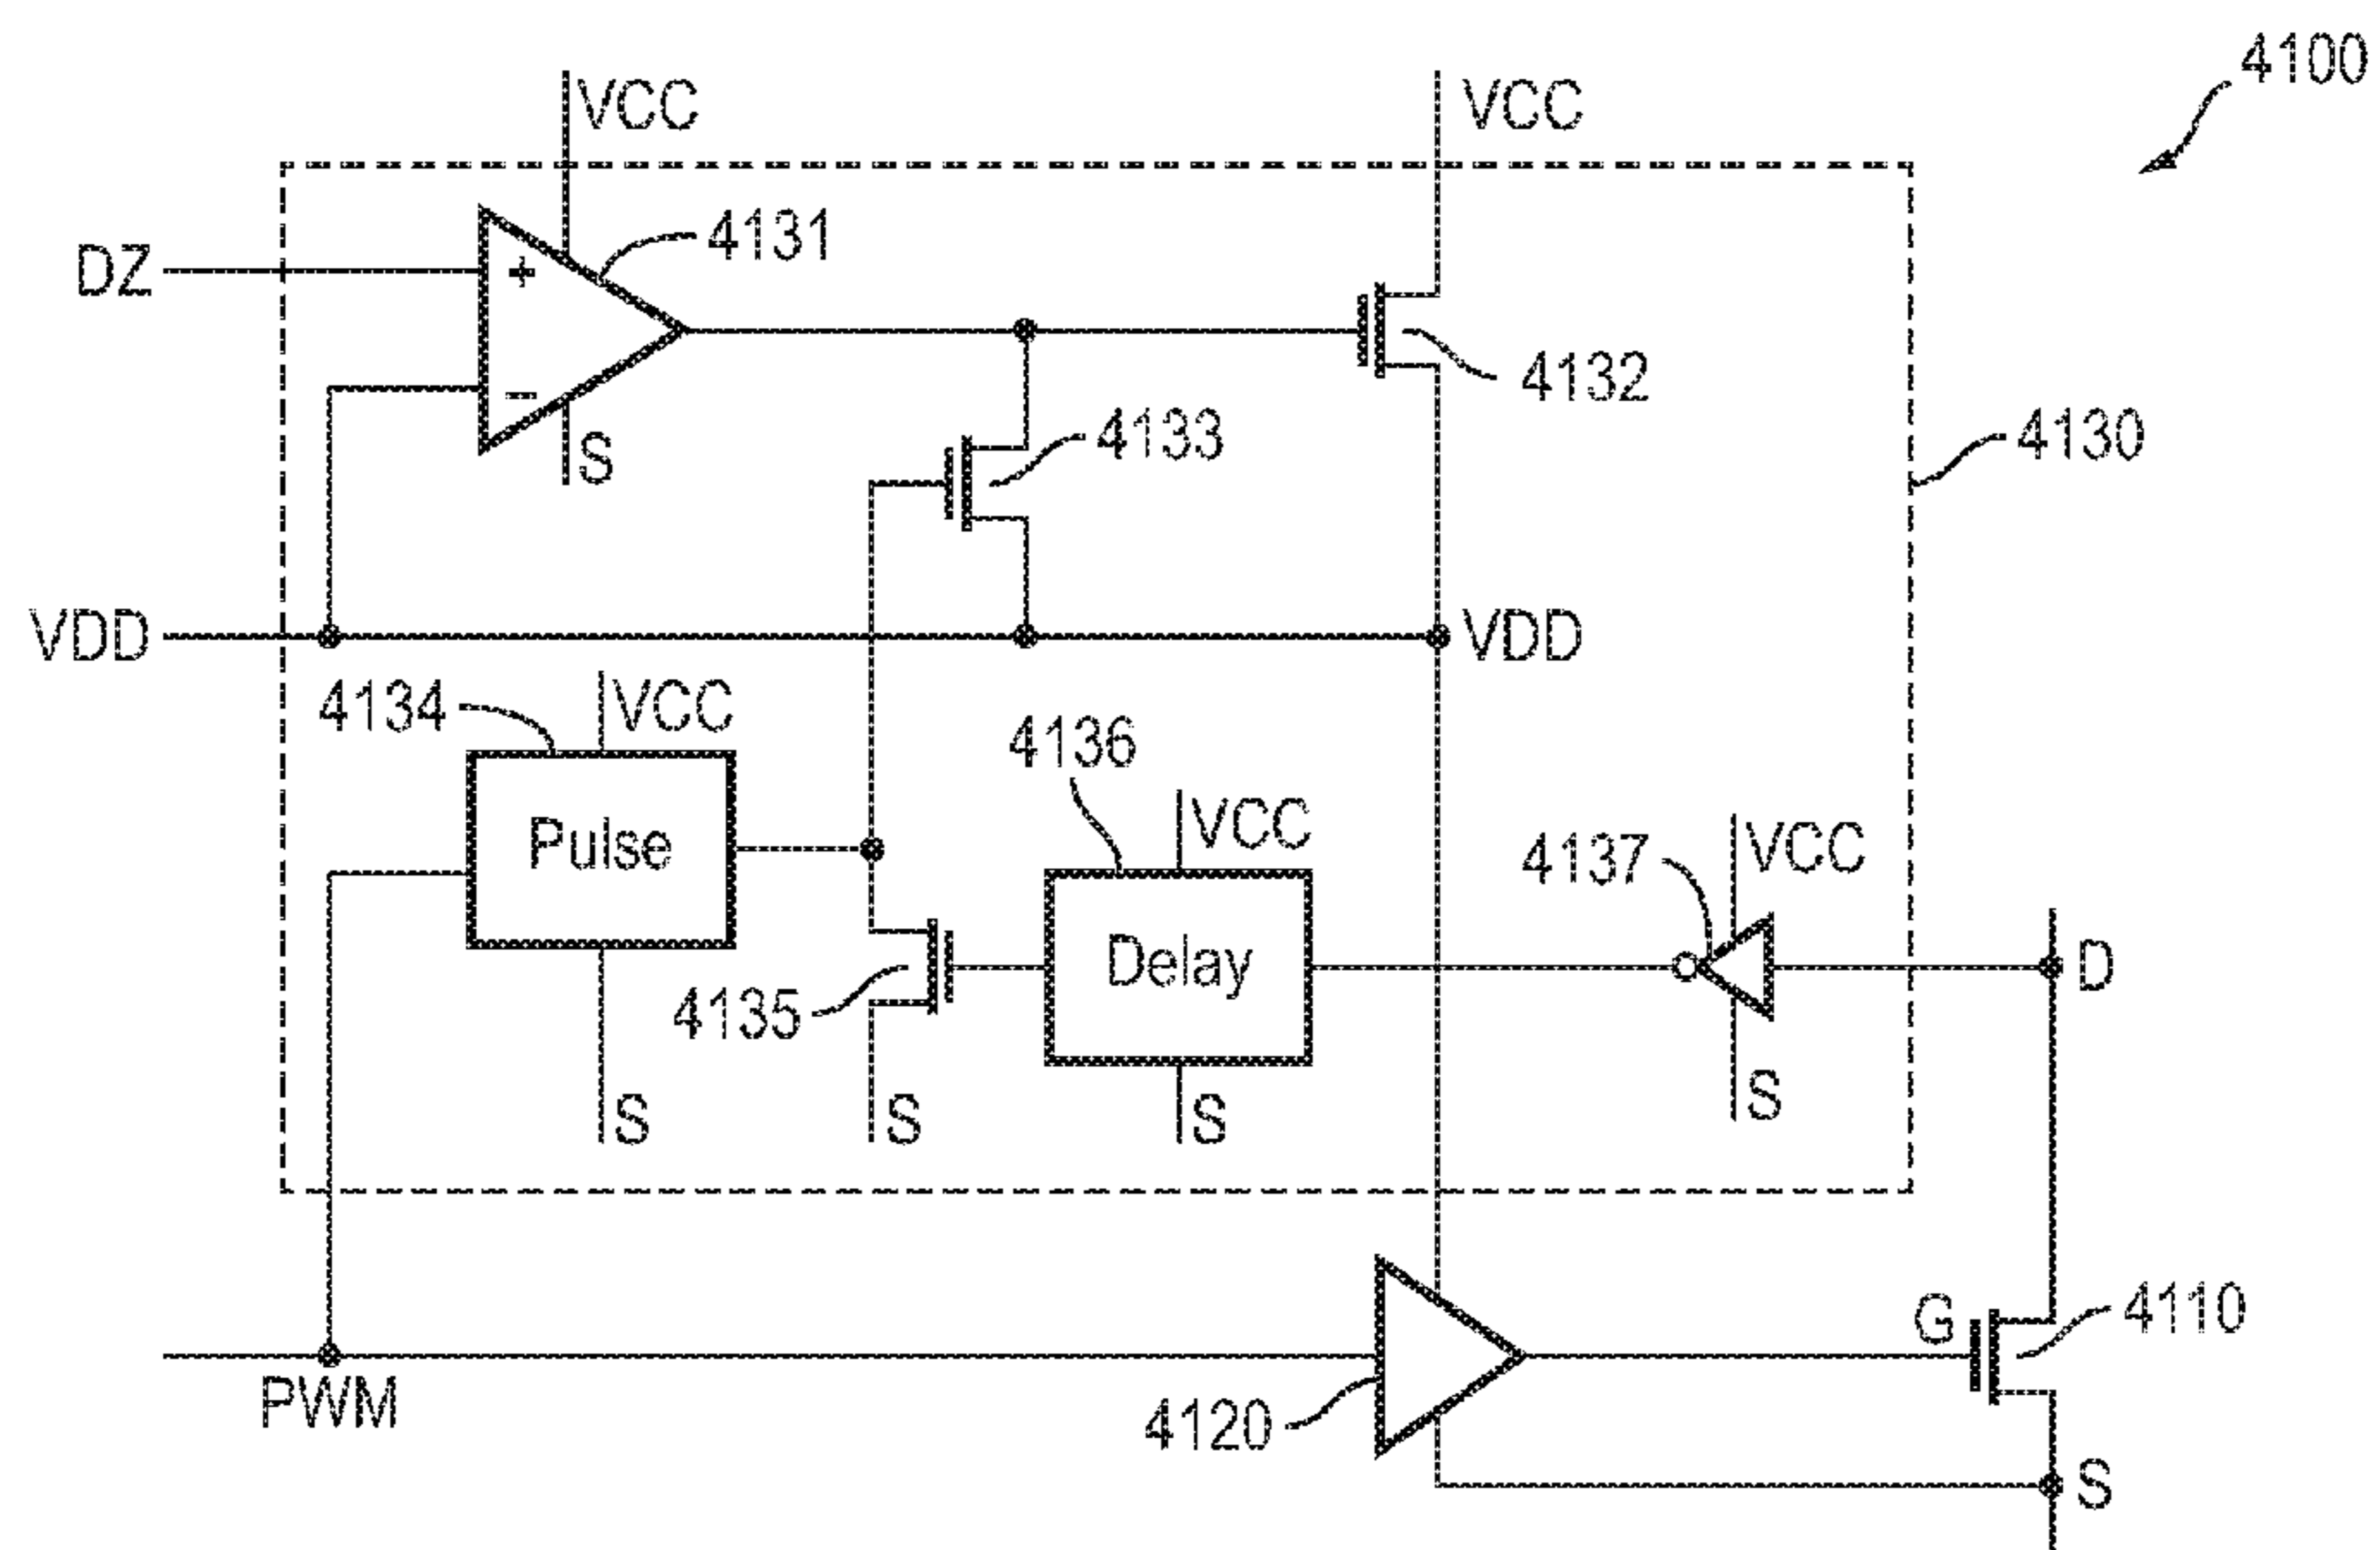 4100
VCC
VCC
4131
DZ
+
4132
4133
4130
−
S
VDD
VDD
4134
VCC
4136
VCC
4137
VCC
Pulse
Delay
D
4135
S
S
S
S
G
4110
PWM
4120
S